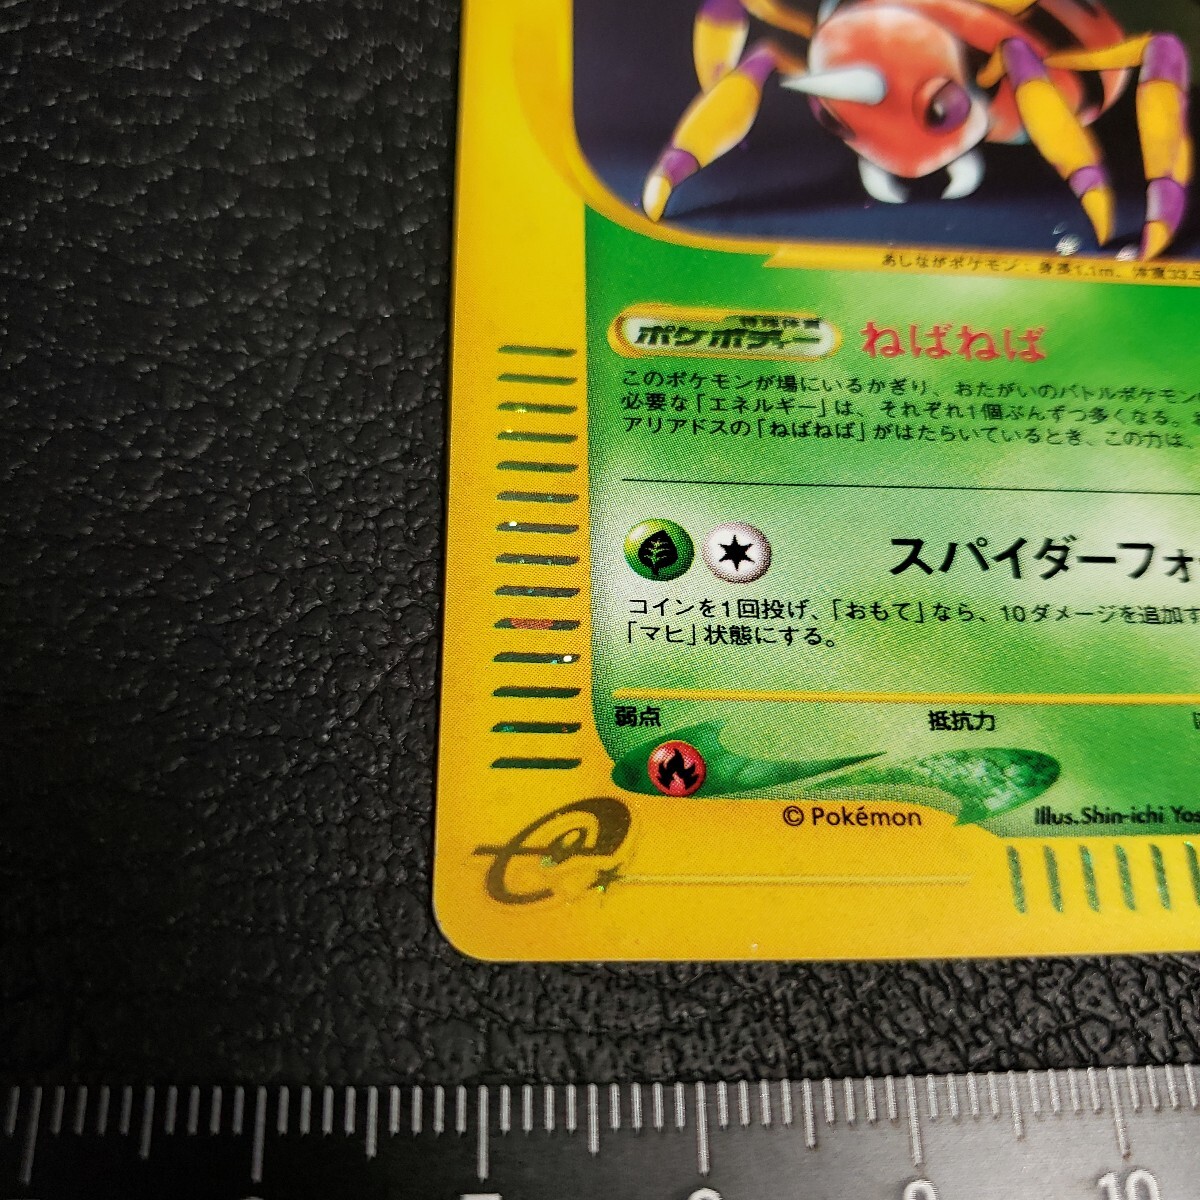 あしながポケモン：身長1.1m、体重33.5
特殊体質
ポケボディー
ねばねば
このポケモンが場にいるかぎり、おたがいのバトルポケモン
必要な「エネルギー」は、それぞれ1個ぶんずつ多くなる。
アリアドスの「ねばねば」がはたらいているとき、この力は、
スパイダーフォ
コインを1回投げ、「おもて」なら、10ダメージを追加す
「マヒ」状態にする。
弱点 抵抗力
© Pokémon Illus. Shin-ichi Yos
e
7 8 9 10